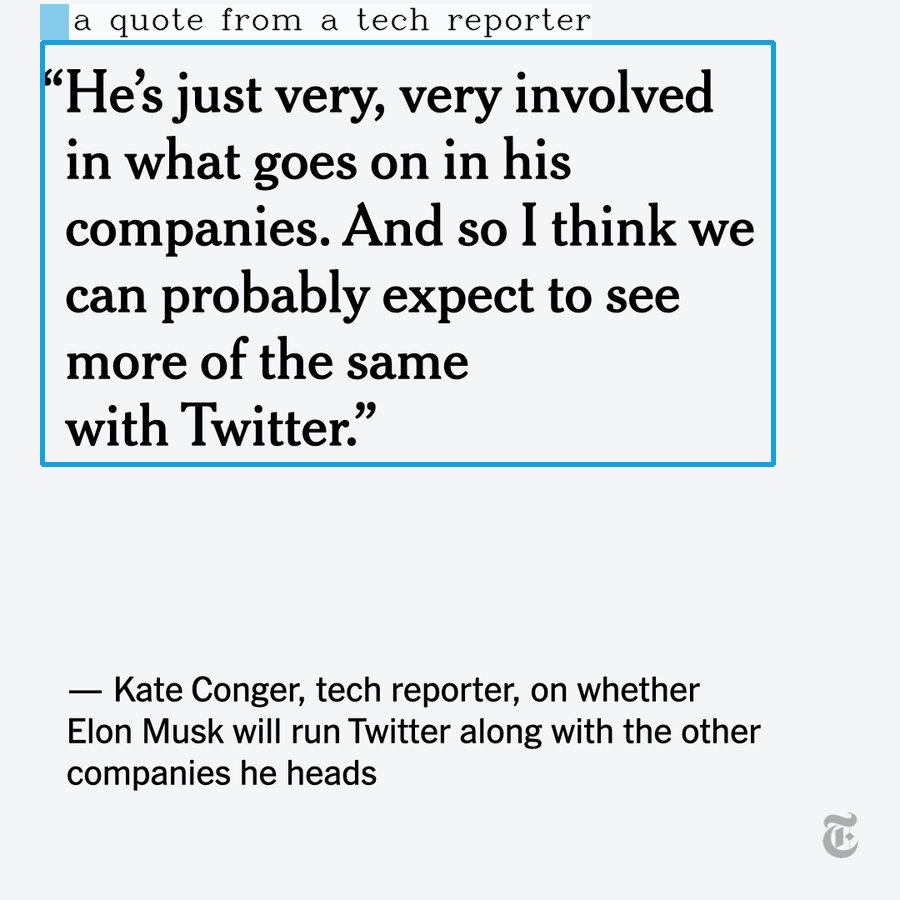 a quote from a tech reporter
“He’s just very, very involved
in what goes on in his
companies. And so I think we
can probably expect to see
more of the same
with Twitter.”
— Kate Conger, tech reporter, on whether
Elon Musk will run Twitter along with the other
companies he heads
T